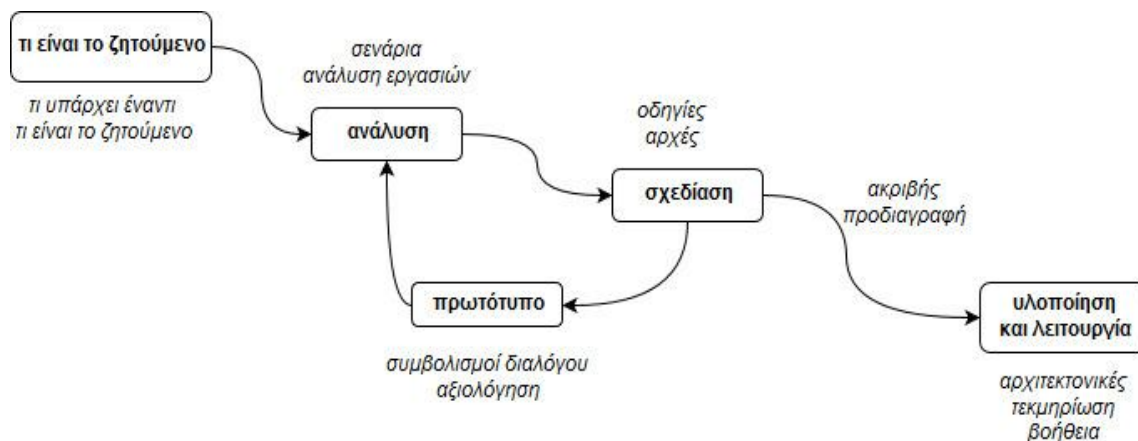 τι είναι το ζητούμενο
τι υπάρχει έναντι
τι είναι το ζητούμενο
σενάρια
ανάλυση εργασιών
ανάλυση
οδηγίες
αρχές
σχεδίαση
ακριβής
προδιαγραφή
πρωτότυπο
συμβολισμοί διαλόγου
αξιολόγηση
υλοποίηση
και λειτουργία
αρχιτεκτονικές
τεκμηρίωση
βοήθεια